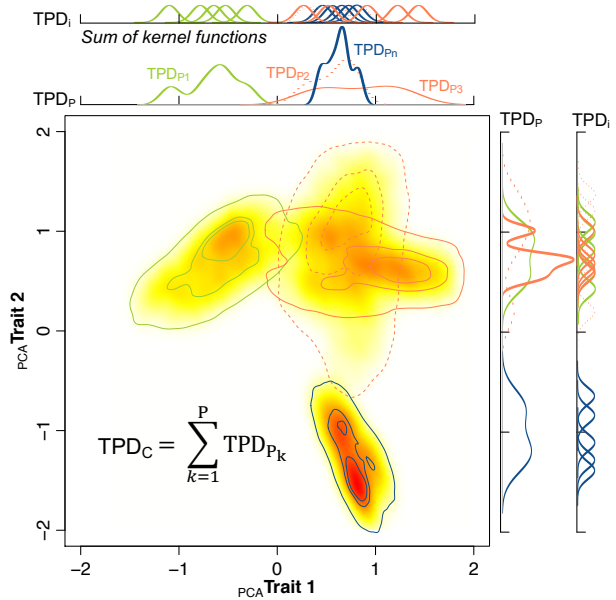 TPDi
Sum of kernel functions
TPDPn
TPDP1
TPDP2
TPDP3
TPDP
TPDP
TPDi
2
1
0
−1
−2
PCATrait 2
TPDC = P∑k=1 TPDPk
−2 −1 0 1 2
PCATrait 1